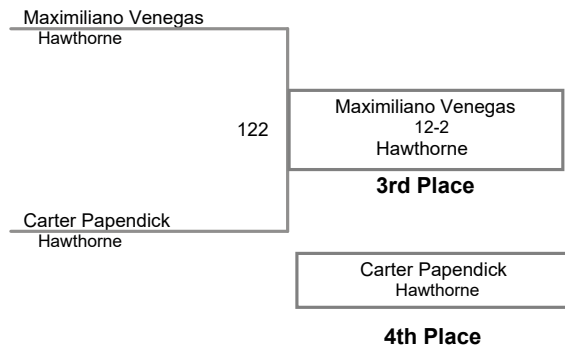 Maximiliano Venegas
Hawthorne
122
Maximiliano Venegas
12-2
Hawthorne
3rd Place
Carter Papendick
Hawthorne
Carter Papendick
Hawthorne
4th Place